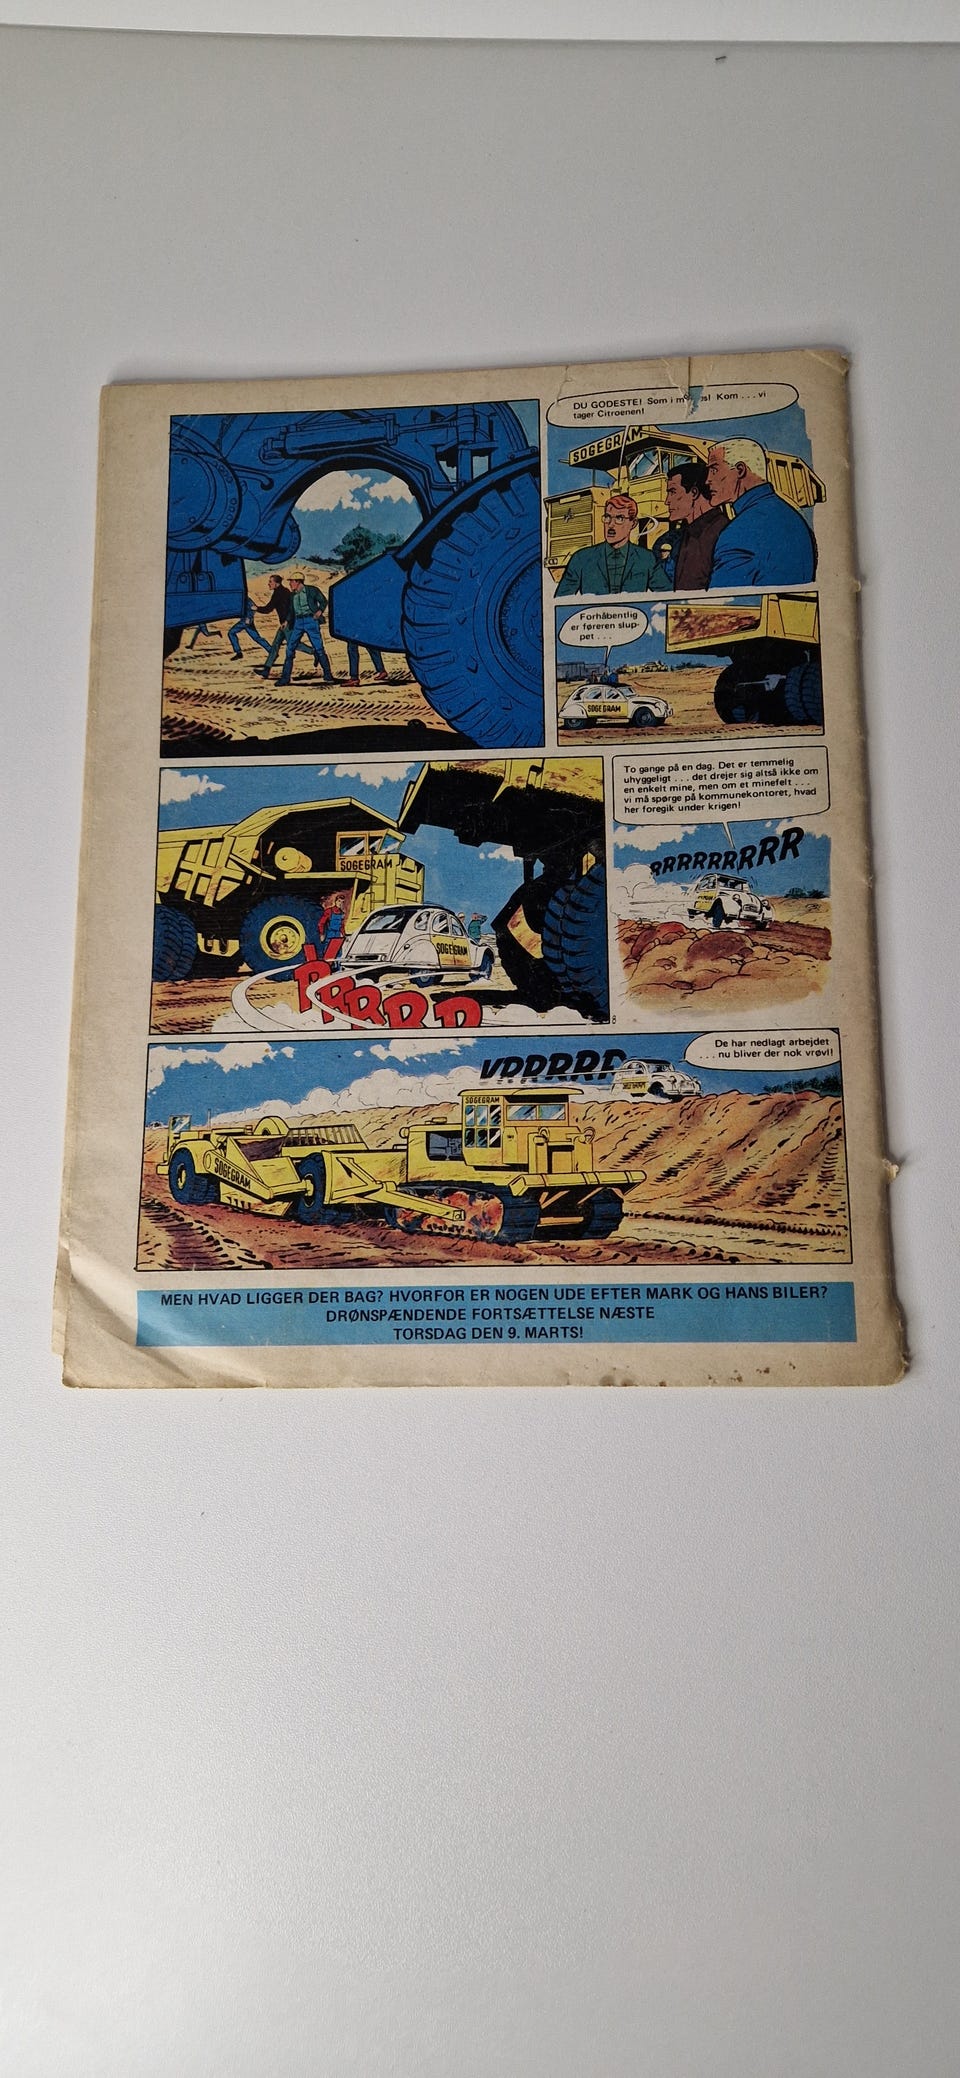 DU GODESTE! Som i Kom . . . vi
tager Citroenen!
SOGEGRAM
Forhåbentlig
er føreren slup-
pet . . .
SOGEGRAM
To gange på en dag. Det er temmelig
uhyggeligt . . . det drejer sig altså ikke om
en enkelt mine, men om et minefelt . . .
vi må spørge på kommunekontoret, hvad
her foregik under krigen!
SOGEGRAM
SOGEGRAM
RRRRRRRRR
8
De har nedlagt arbejdet
. . . nu bliver der nok vrøvl!
SOGEGRAM
SOGEGRAM
MEN HVAD LIGGER DER BAG? HVORFOR ER NOGEN UDE EFTER MARK OG HANS BILER?
DRØNSPÆNDENDE FORTSÆTTELSE NÆSTE
TORSDAG DEN 9. MARTS!